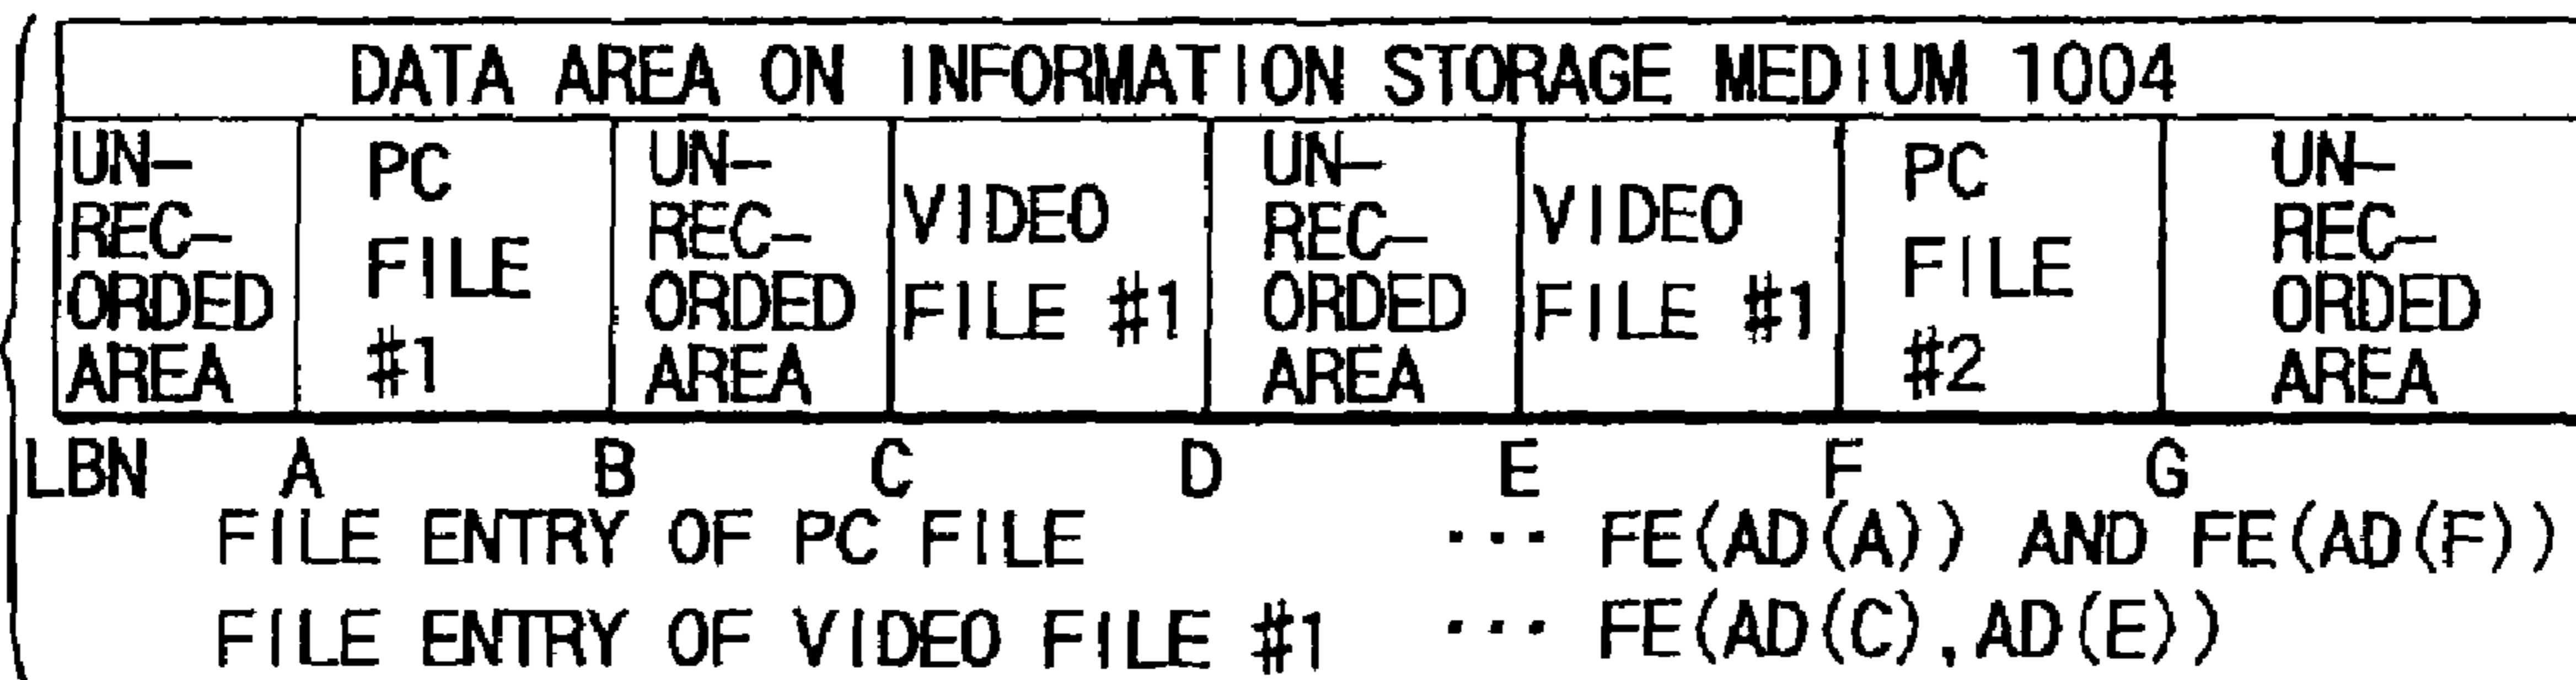 DATA AREA ON INFORMATION STORAGE MEDIUM 1004
UN-
REC-
ORDED
AREA
PC
FILE
#1
UN-
REC-
ORDED
AREA
VIDEO
FILE #1
UN-
REC-
ORDED
AREA
VIDEO
FILE #1
PC
FILE
#2
UN-
REC-
ORDED
AREA
LBN A B C D E F G
FILE ENTRY OF PC FILE ··· FE(AD(A)) AND FE(AD(F))
FILE ENTRY OF VIDEO FILE #1 ··· FE(AD(C),AD(E))